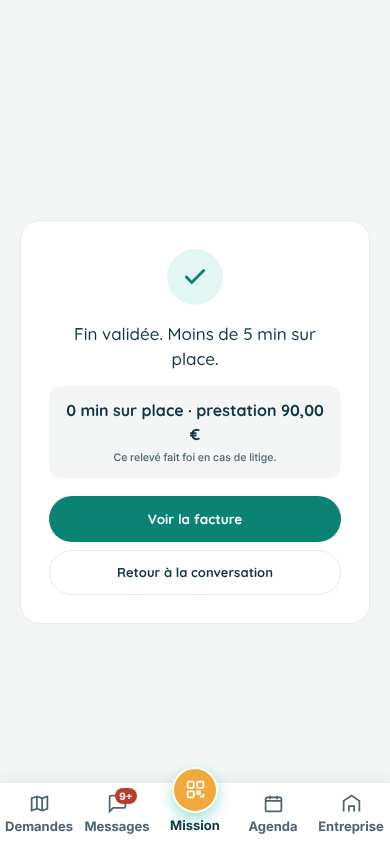 Fin validée. Moins de 5 min sur
place.
0 min sur place · prestation 90,00
€
Ce relevé fait foi en cas de litige.
Voir la facture
Retour à la conversation
9+
Demandes
Messages
Mission
Agenda
Entreprise